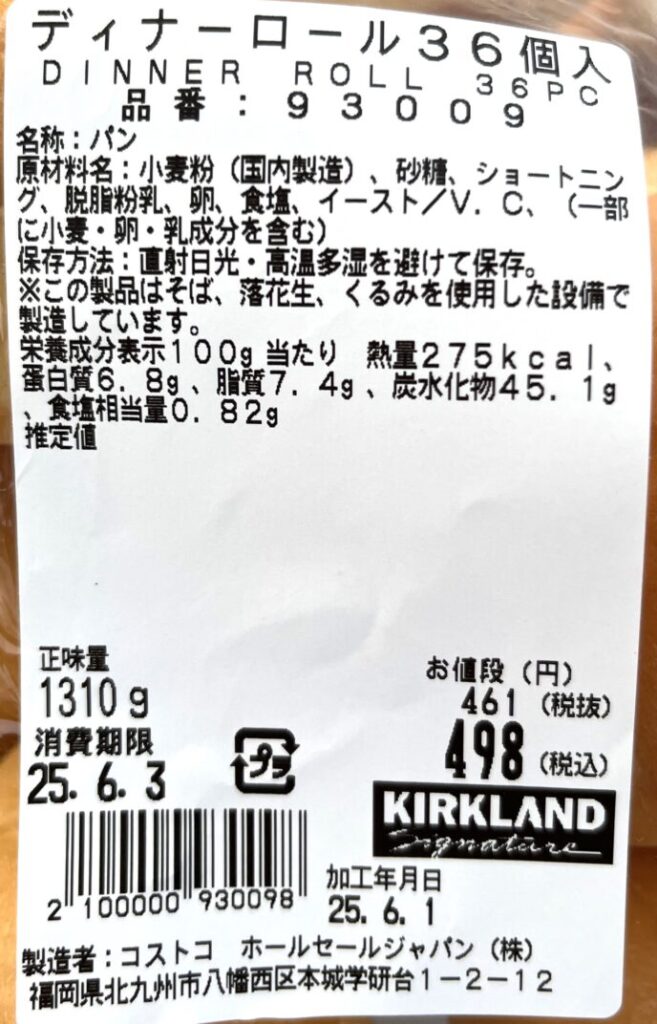 ディナーロール36個入
DINNER ROLL 36PC
品番:93009
名称:パン
原材料名:小麦粉(国内製造)、砂糖、ショートニン
グ、脱脂粉乳、卵、食塩、イースト/V.C、(一部
に小麦・卵・乳成分を含む)
保存方法:直射日光・高温多湿を避けて保存。
※この製品はそば、落花生、くるみを使用した設備で
製造しています。
栄養成分表示100g当たり 熱量275kcal、
蛋白質6.8g、脂質7.4g、炭水化物45.1g
、食塩相当量0.82g
推定値
正味量
1310g
消費期限
25.6.3
プラ
お値段(円)
461(税抜)
498(税込)
KIRKLAND
Signature
2 100000 930098
加工年月日
25.6.1
製造者:コストコ ホールセールジャパン(株)
福岡県北九州市八幡西区本城学研台1-2-12